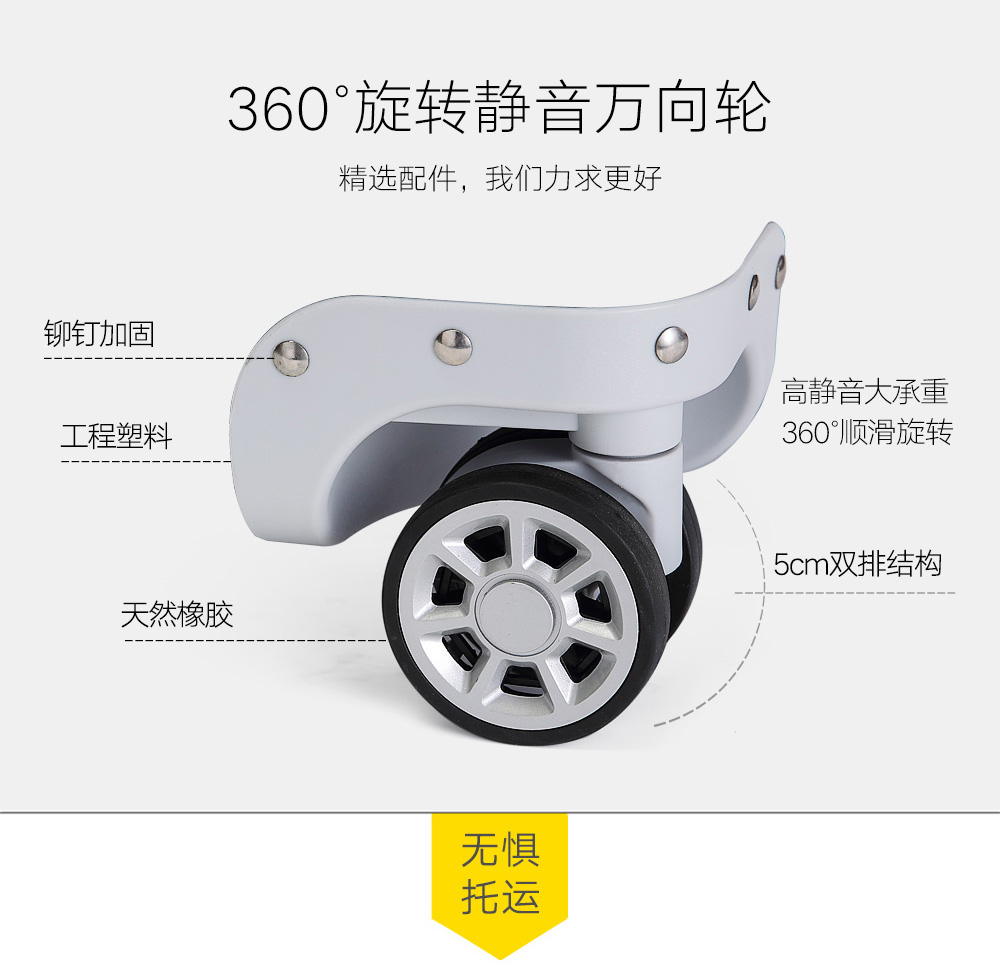 360°旋转静音万向轮
精选配件，我们力求更好
铆钉加固
工程塑料
高静音大承重
360°顺滑旋转
5cm双排结构
天然橡胶
无惧
托运